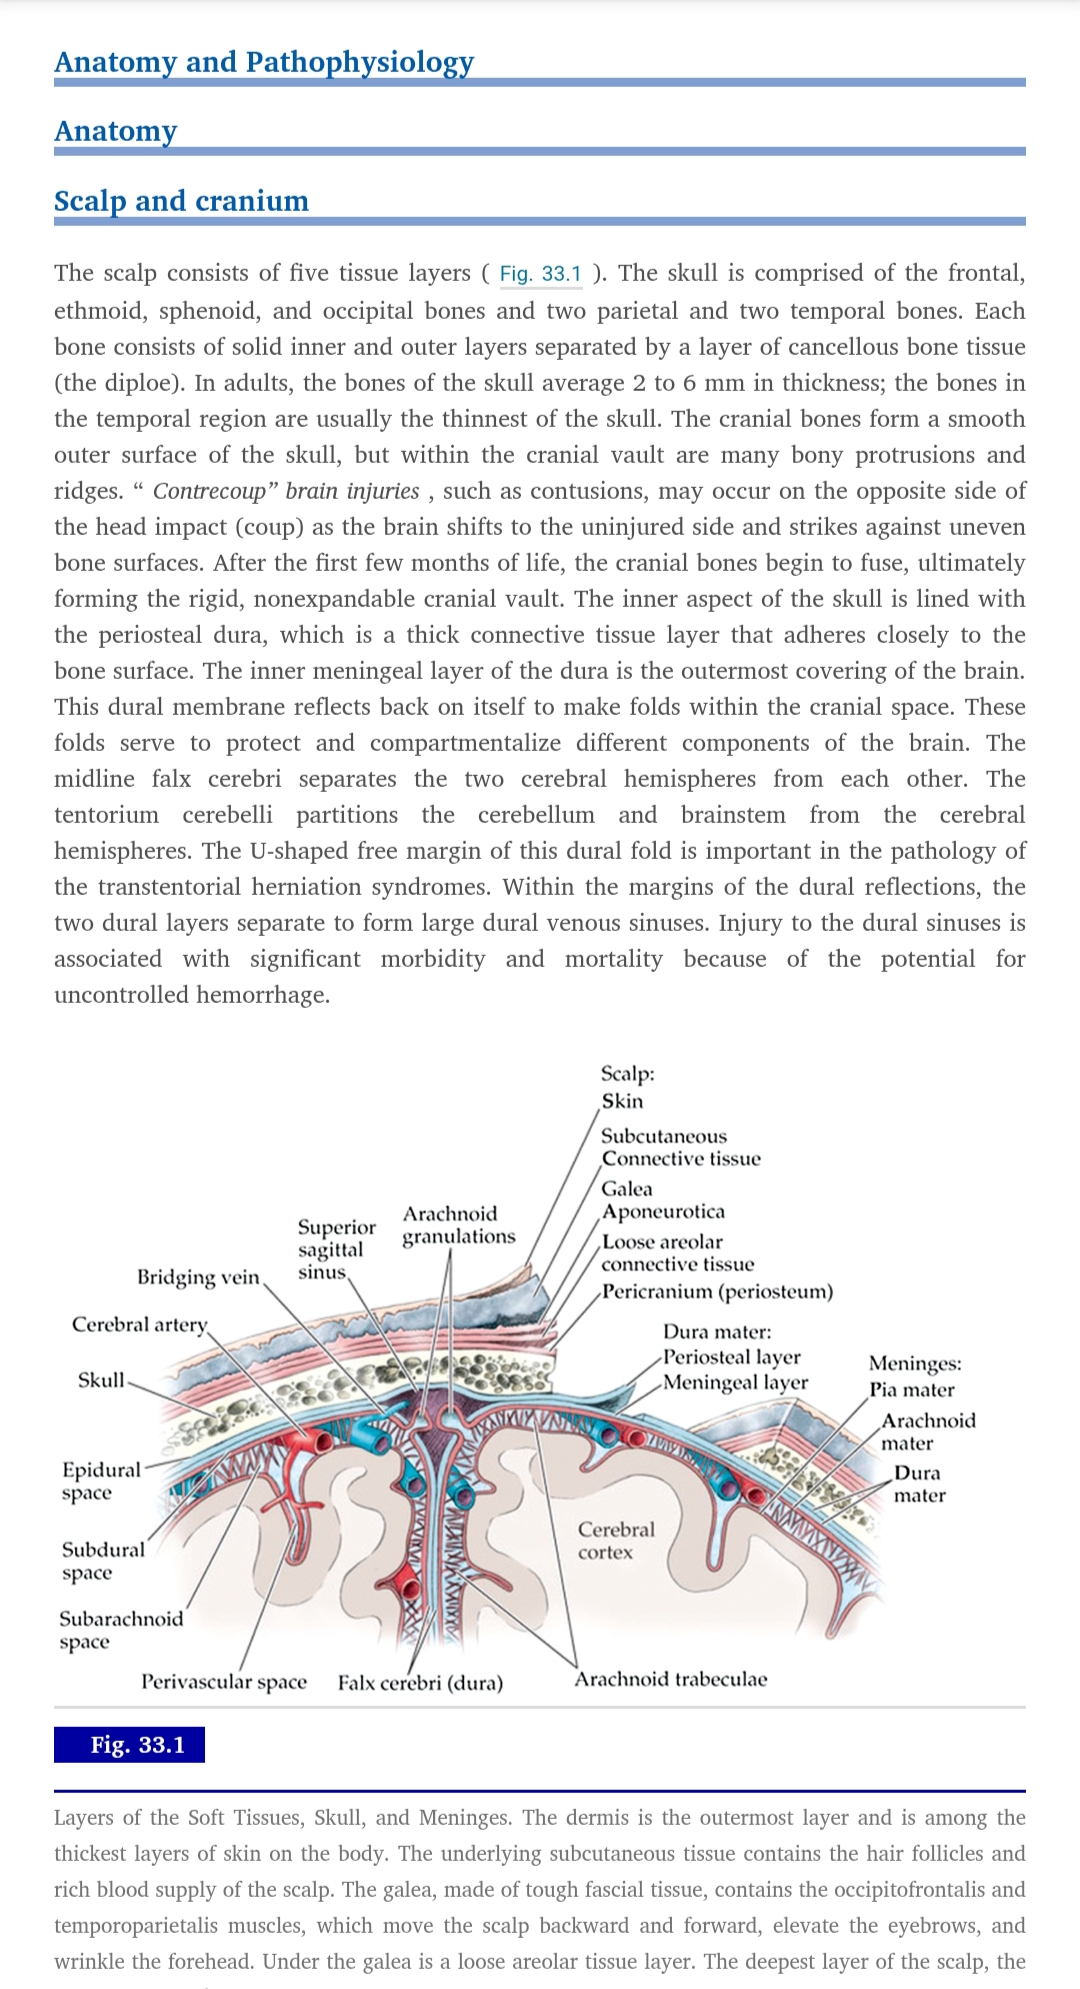 Anatomy and Pathophysiology
Anatomy
Scalp and cranium
The scalp consists of five tissue layers ( Fig. 33.1 ). The skull is comprised of the frontal,
ethmoid, sphenoid, and occipital bones and two parietal and two temporal bones. Each
bone consists of solid inner and outer layers separated by a layer of cancellous bone tissue
(the diploe). In adults, the bones of the skull average 2 to 6 mm in thickness; the bones in
the temporal region are usually the thinnest of the skull. The cranial bones form a smooth
outer surface of the skull, but within the cranial vault are many bony protrusions and
ridges. “ Contrecoup” brain injuries , such as contusions, may occur on the opposite side of
the head impact (coup) as the brain shifts to the uninjured side and strikes against uneven
bone surfaces. After the first few months of life, the cranial bones begin to fuse, ultimately
forming the rigid, nonexpandable cranial vault. The inner aspect of the skull is lined with
the periosteal dura, which is a thick connective tissue layer that adheres closely to the
bone surface. The inner meningeal layer of the dura is the outermost covering of the brain.
This dural membrane reflects back on itself to make folds within the cranial space. These
folds serve to protect and compartmentalize different components of the brain. The
midline falx cerebri separates the two cerebral hemispheres from each other. The
tentorium cerebelli partitions the cerebellum and brainstem from the cerebral
hemispheres. The U-shaped free margin of this dural fold is important in the pathology of
the transtentorial herniation syndromes. Within the margins of the dural reflections, the
two dural layers separate to form large dural venous sinuses. Injury to the dural sinuses is
associated with significant morbidity and mortality because of the potential for
uncontrolled hemorrhage.
Scalp:
Skin
Subcutaneous
Connective tissue
Galea
Aponeurotica
Loose areolar
connective tissue
Pericranium (periosteum)
Arachnoid
granulations
Superior
sagittal
sinus
Bridging vein
Cerebral artery
Skull
Dura mater:
Periosteal layer
Meningeal layer
Meninges:
Pia mater
Arachnoid
mater
Dura
mater
Epidural
space
Subdural
space
Subarachnoid
space
Cerebral
cortex
Perivascular space
Falx cerebri (dura)
Arachnoid trabeculae
Fig. 33.1
Layers of the Soft Tissues, Skull, and Meninges. The dermis is the outermost layer and is among the
thickest layers of skin on the body. The underlying subcutaneous tissue contains the hair follicles and
rich blood supply of the scalp. The galea, made of tough fascial tissue, contains the occipitofrontalis and
temporoparietalis muscles, which move the scalp backward and forward, elevate the eyebrows, and
wrinkle the forehead. Under the galea is a loose areolar tissue layer. The deepest layer of the scalp, the